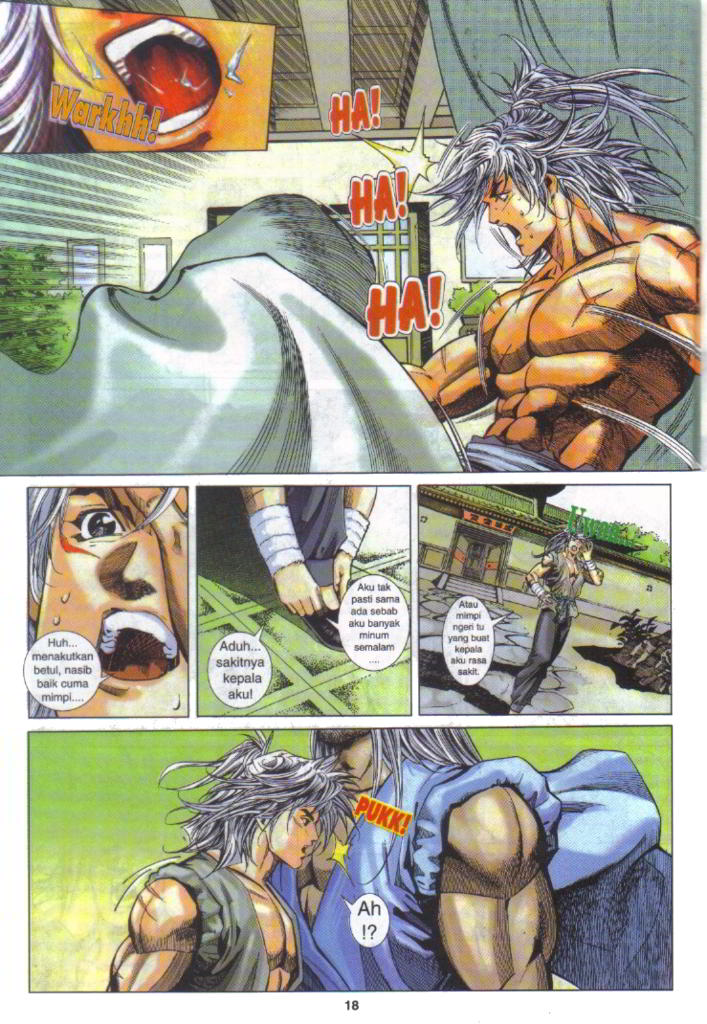 Warkhh!
HA!
HA!
HA!
Huh...
menakutkan
betul, nasib
baik cuma
mimpi....
Aduh...
sakitnya
kepala
aku!
Aku tak
pasti sama
ada sebab
aku banyak
minum
semalam
....
Atau
mimpi
ngeri tu
yang buat
kepala
aku rasa
sakit.
PUKK!
Ah
!?
18